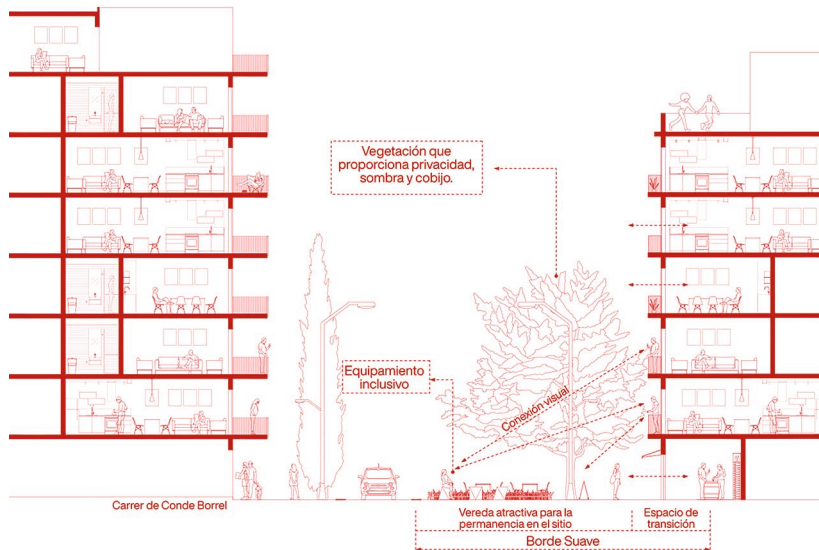 Vegetación que
proporciona privacidad,
sombra y cobijo.
Equipamiento
inclusivo
Conexión visual
Carrer de Conde Borrel
Vereda atractiva para la
permanencia en el sitio
Espacio de
transición
Borde Suave